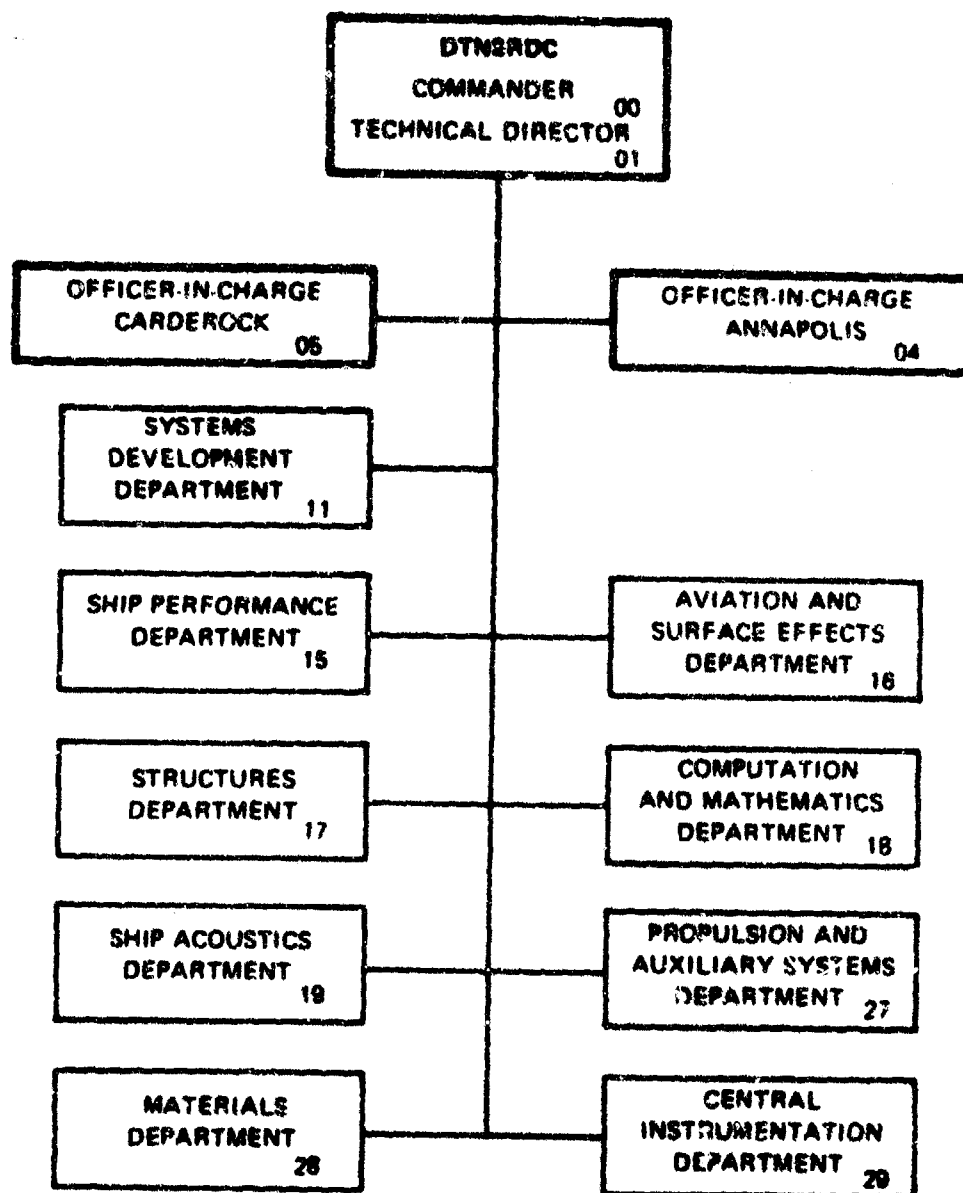 DTNSRDC
COMMANDER
00
TECHNICAL DIRECTOR
01
OFFICER-IN-CHARGE
CARDEROCK
05
OFFICER-IN-CHARGE
ANNAPOLIS
04
SYSTEMS
DEVELOPMENT
DEPARTMENT
11
SHIP PERFORMANCE
DEPARTMENT
15
AVIATION AND
SURFACE EFFECTS
DEPARTMENT
16
STRUCTURES
DEPARTMENT
17
COMPUTATION
AND MATHEMATICS
DEPARTMENT
18
SHIP ACOUSTICS
DEPARTMENT
19
PROPULSION AND
AUXILIARY SYSTEMS
DEPARTMENT
27
MATERIALS
DEPARTMENT
28
CENTRAL
INSTRUMENTATION
DEPARTMENT
29